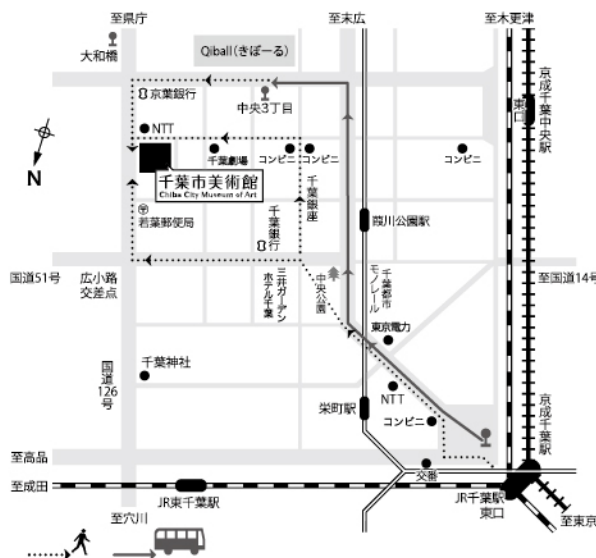 至県庁
至末広
至木更津
大和橋
Qiball(きぼーる)
京葉銀行
中央3丁目
東口
京成千葉中央駅
NTT
千葉劇場
コンビニ
コンビニ
コンビニ
千葉市美術館
Chiba City Museum of Art
N
千葉銀座
若葉郵便局
千葉銀行
葭川公園駅
国道51号
広小路
交差点
三井ガーデン
ホテル千葉
中央公園
千葉都市
モノレール
至国道14号
東京電力
千葉神社
国道126号
NTT
栄町駅
コンビニ
京成千葉駅
至高品
交番
至成田
JR東千葉駅
JR千葉駅
東口
至穴川
至東京